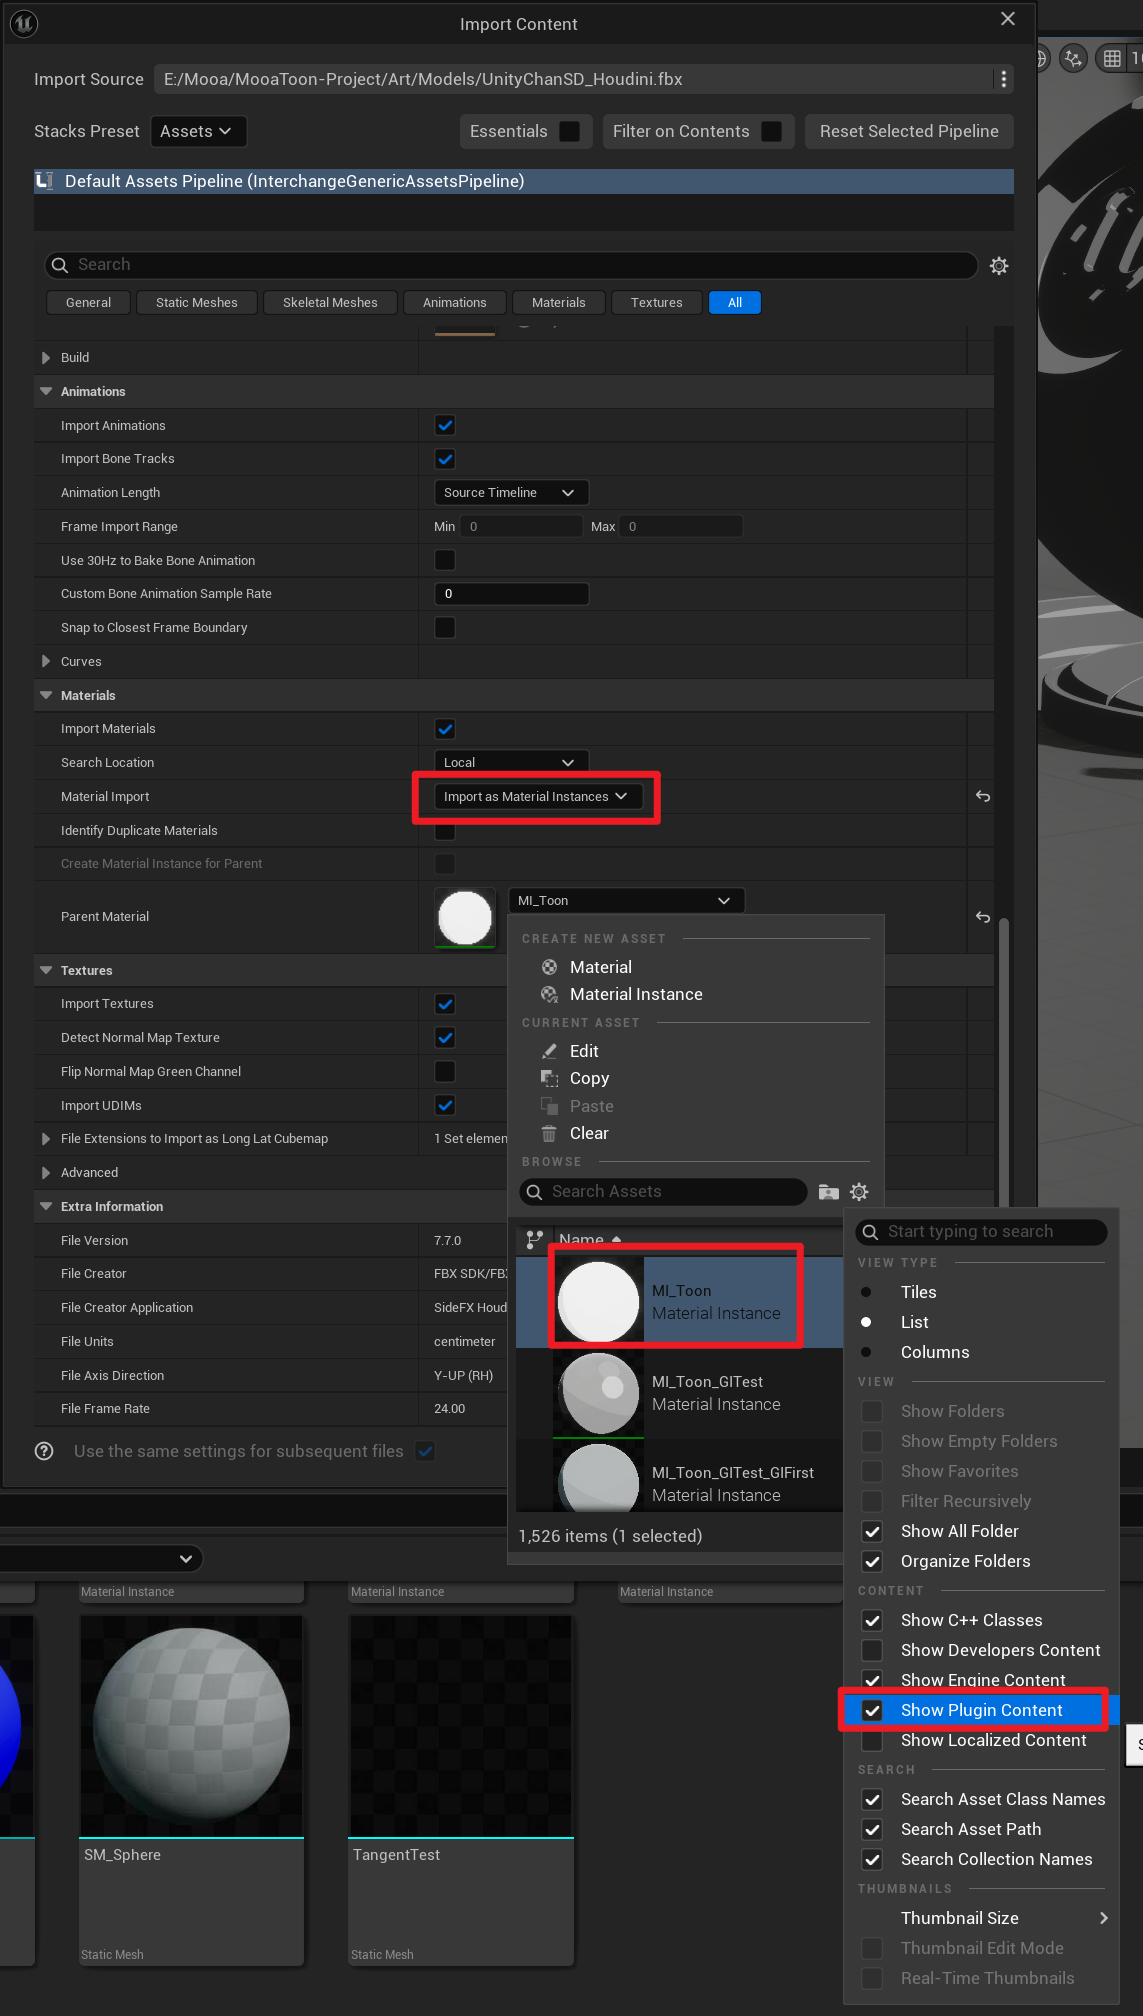 Import Content
Import Source E:/Mooa/MooaToon-Project/Art/Models/UnityChanSD_Houdini.fbx
Stacks Preset Assets Essentials Filter on Contents Reset Selected Pipeline
Default Assets Pipeline (InterchangeGenericAssetsPipeline)
Search
General Static Meshes Skeletal Meshes Animations Materials Textures All
Build
Animations
Import Animations
Import Bone Tracks
Animation Length Source Timeline
Frame Import Range Min 0 Max 0
Use 30Hz to Bake Bone Animation
Custom Bone Animation Sample Rate 0
Snap to Closest Frame Boundary
Curves
Materials
Import Materials
Search Location Local
Material Import Import as Material Instances
Identify Duplicate Materials
Create Material Instance for Parent
Parent Material MI_Toon
CREATE NEW ASSET
Material
Material Instance
CURRENT ASSET
Edit
Copy
Paste
Clear
BROWSE
Search Assets
Name
MI_Toon
Material Instance
MI_Toon_GITest
Material Instance
MI_Toon_GITest_GIFirst
Material Instance
1,526 items (1 selected)
Textures
Import Textures
Detect Normal Map Texture
Flip Normal Map Green Channel
Import UDIMs
File Extensions to Import as Long Lat Cubemap 1 Set elemen
Advanced
Extra Information
File Version 7.7.0
File Creator FBX SDK/FB
File Creator Application SideFX Houd
File Units centimeter
File Axis Direction Y-UP (RH)
File Frame Rate 24.00
Use the same settings for subsequent files
Start typing to search
VIEW TYPE
Tiles
List
Columns
VIEW
Show Folders
Show Empty Folders
Show Favorites
Filter Recursively
Show All Folder
Organize Folders
CONTENT
Show C++ Classes
Show Developers Content
Show Engine Content
Show Plugin Content
Show Localized Content
SEARCH
Search Asset Class Names
Search Asset Path
Search Collection Names
THUMBNAILS
Thumbnail Size
Thumbnail Edit Mode
Real-Time Thumbnails
Material Instance Material Instance Material Instance
SM_Sphere TangentTest
Static Mesh Static Mesh